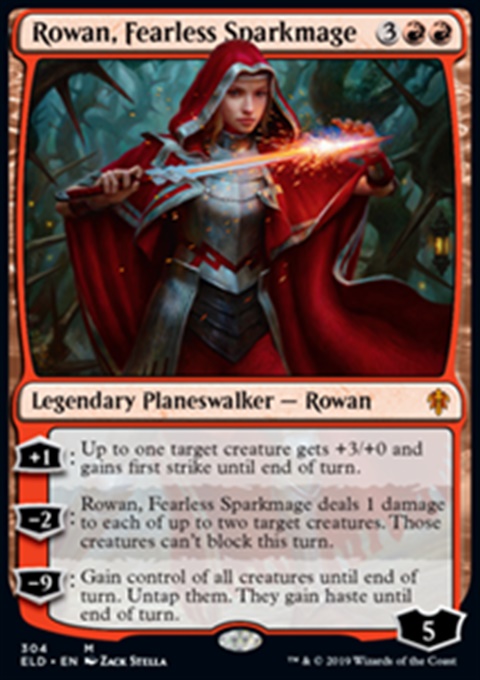 Rowan, Fearless Sparkmage 3
Legendary Planeswalker — Rowan
+1 : Up to one target creature gets +3/+0 and
gains first strike until end of turn.
-2 : Rowan, Fearless Sparkmage deals 1 damage
to each of up to two target creatures. Those
creatures can't block this turn.
-9 : Gain control of all creatures until end of
turn. Untap them. They gain haste until
end of turn.
5
304 M
ELD • EN Zack Stella
™ & © 2019 Wizards of the Coast